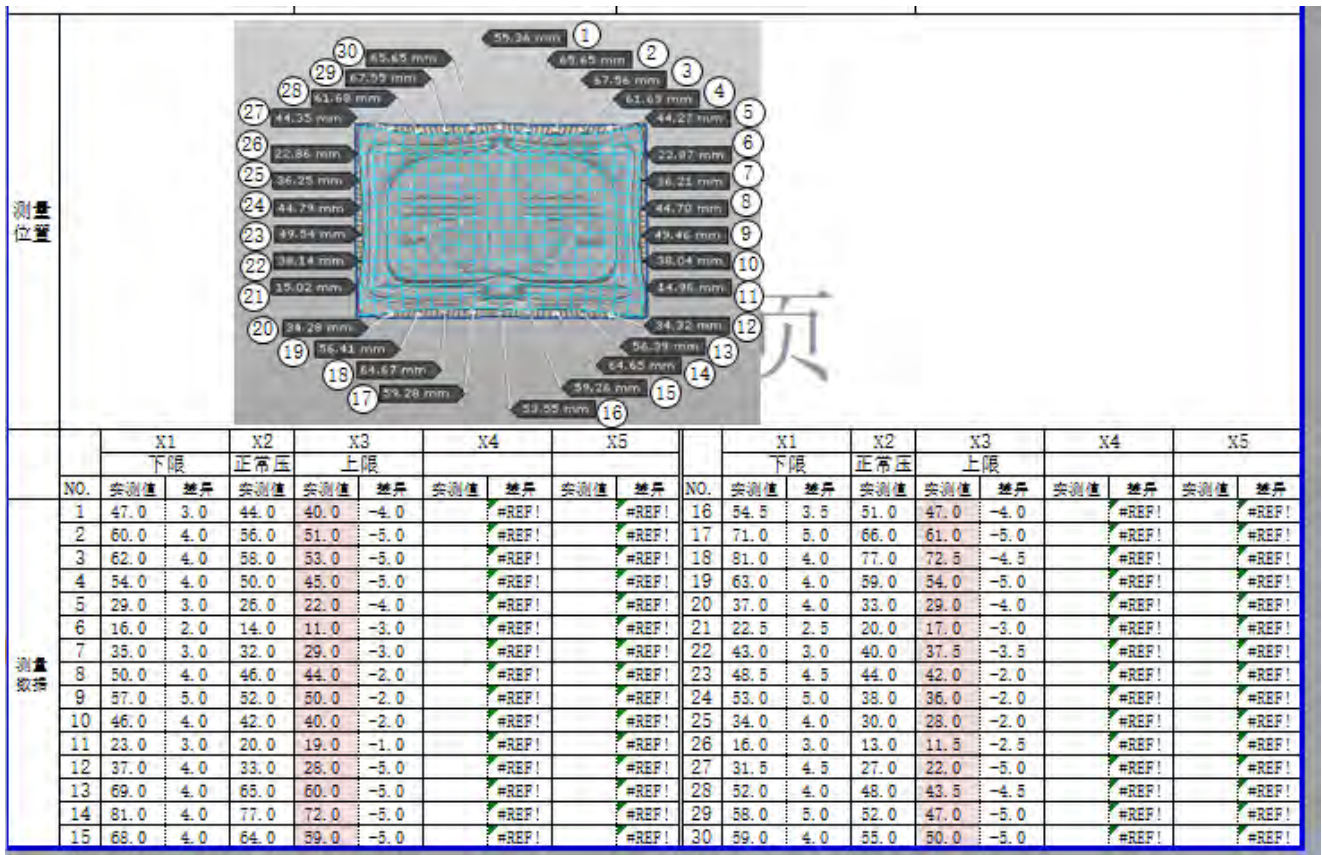 55.36 mm 1
30 65.65 mm 65.65 mm 2
29 67.99 mm 67.96 mm 3
28 61.68 mm 61.69 mm 4
27 44.35 mm 44.27 mm 5
26 22.86 mm 22.87 mm 6
25 36.25 mm 36.21 mm 7
24 44.79 mm 44.70 mm 8
测量
位置
23 49.54 mm 49.46 mm 9
22 38.14 mm 38.04 mm 10
21 15.02 mm 14.96 mm 11
20 34.28 mm 34.32 mm 12
19 56.41 mm 56.39 mm 13
18 64.67 mm 64.65 mm 14
17 59.28 mm 59.26 mm 15
53.55 mm 16
页
X1 X2 X3 X4 X5 X1 X2 X3 X4 X5
下限 正常压 上限 下限 正常压 上限
NO. 实测值 差异 实测值 实测值 差异 实测值 差异 实测值 差异 NO. 实测值 差异 实测值 实测值 差异 实测值 差异 实测值 差异
测量
数据
1 47.0 3.0 44.0 40.0 -4.0 #REF! #REF! 16 54.5 3.5 51.0 47.0 -4.0 #REF! #REF!
2 60.0 4.0 56.0 51.0 -5.0 #REF! #REF! 17 71.0 5.0 66.0 61.0 -5.0 #REF! #REF!
3 62.0 4.0 58.0 53.0 -5.0 #REF! #REF! 18 81.0 4.0 77.0 72.5 -4.5 #REF! #REF!
4 54.0 4.0 50.0 45.0 -5.0 #REF! #REF! 19 63.0 4.0 59.0 54.0 -5.0 #REF! #REF!
5 29.0 3.0 26.0 22.0 -4.0 #REF! #REF! 20 37.0 4.0 33.0 29.0 -4.0 #REF! #REF!
6 16.0 2.0 14.0 11.0 -3.0 #REF! #REF! 21 22.5 2.5 20.0 17.0 -3.0 #REF! #REF!
7 35.0 3.0 32.0 29.0 -3.0 #REF! #REF! 22 43.0 3.0 40.0 37.5 -3.5 #REF! #REF!
8 50.0 4.0 46.0 44.0 -2.0 #REF! #REF! 23 48.5 4.5 44.0 42.0 -2.0 #REF! #REF!
9 57.0 5.0 52.0 50.0 -2.0 #REF! #REF! 24 53.0 5.0 38.0 36.0 -2.0 #REF! #REF!
10 46.0 4.0 42.0 40.0 -2.0 #REF! #REF! 25 34.0 4.0 30.0 28.0 -2.0 #REF! #REF!
11 23.0 3.0 20.0 19.0 -1.0 #REF! #REF! 26 16.0 3.0 13.0 11.5 -2.5 #REF! #REF!
12 37.0 4.0 33.0 28.0 -5.0 #REF! #REF! 27 31.5 4.5 27.0 22.0 -5.0 #REF! #REF!
13 69.0 4.0 65.0 60.0 -5.0 #REF! #REF! 28 52.0 4.0 48.0 43.5 -4.5 #REF! #REF!
14 81.0 4.0 77.0 72.0 -5.0 #REF! #REF! 29 58.0 5.0 52.0 47.0 -5.0 #REF! #REF!
15 68.0 4.0 64.0 59.0 -5.0 #REF! #REF! 30 59.0 4.0 55.0 50.0 -5.0 #REF! #REF!